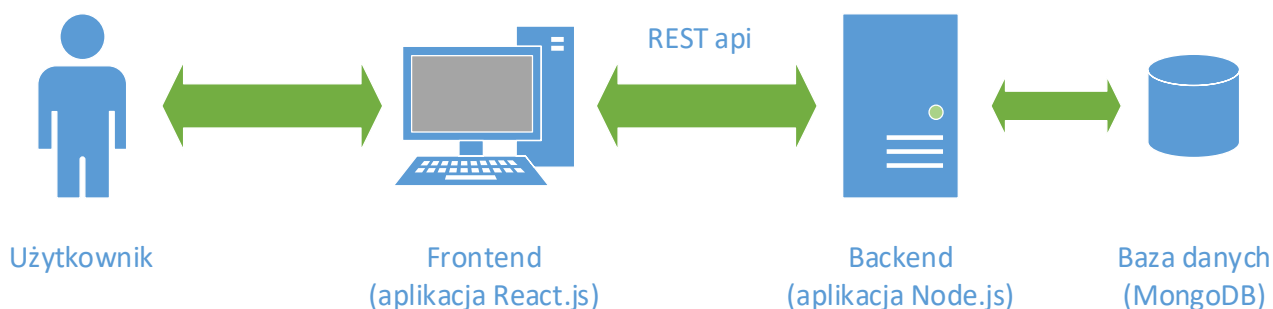 REST api
Użytkownik
Frontend
(aplikacja React.js)
Backend
(aplikacja Node.js)
Baza danych
(MongoDB)